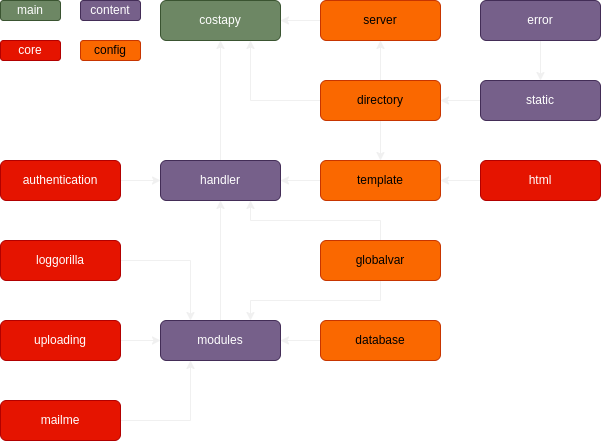 main
content
costapy
server
error
core
config
directory
static
authentication
handler
template
html
loggorilla
globalvar
uploading
modules
database
mailme